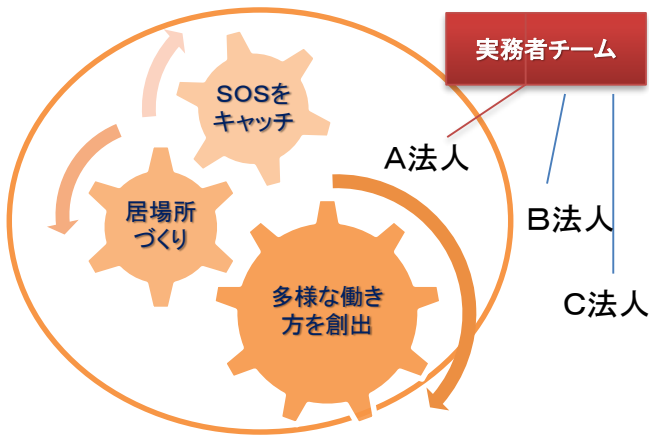 SOSを
キャッチ
居場所
づくり
多様な働き
方を創出
実務者チーム
A法人
B法人
C法人